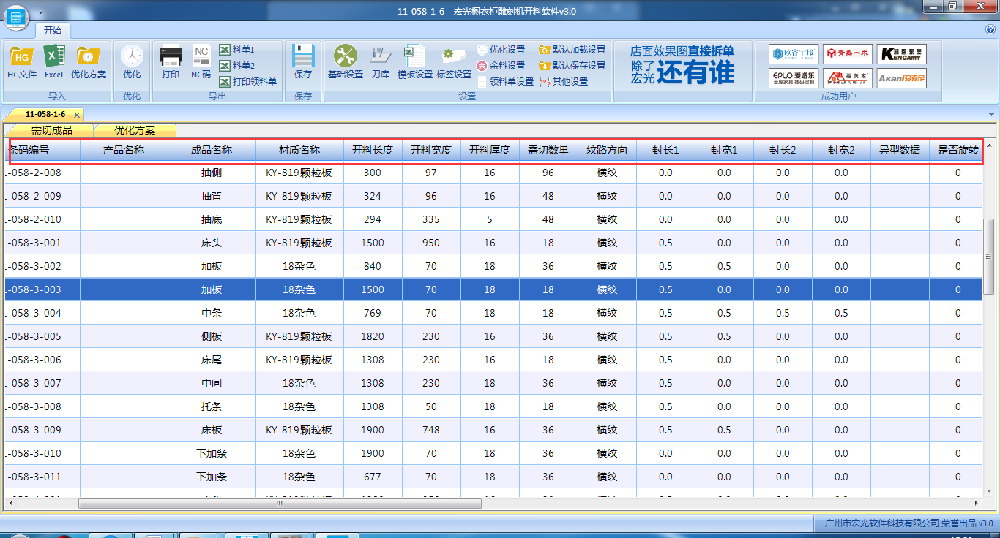 11-058-1-6 - 宏光橱衣柜雕刻机开料软件v3.0
开始
HG
HG文件 Excel 优化方案
导入
优化
优化
打印 NC码
NC
料单1
料单2
打印领料单
导出
保存
保存
基础设置 刀库 模板设置 标签设置
优化设置 默认加载设置
余料设置 默认保存设置
领料单设置 其他设置
设置
店面效果图直接拆单
除了
宏光
还有谁
欧睿宇邦 青岛一木 凯恩家美 KENCAMY
EPLO 爱谱乐 全屋家具 数码定制 福美家 AkanI爱嘉尼
成功用户
11-058-1-6
需切成品 优化方案
条码编号 产品名称 成品名称 材质名称 开料长度 开料宽度 开料厚度 需切数量 纹路方向 封长1 封宽1 封长2 封宽2 异型数据 是否旋转
.-058-2-008 抽侧 KY-819颗粒板 300 97 16 96 横纹 0.0 0.0 0.0 0.0 0
.-058-2-009 抽背 KY-819颗粒板 324 96 16 48 横纹 0.0 0.0 0.0 0.0 0
.-058-2-010 抽底 KY-819颗粒板 294 335 5 48 横纹 0.0 0.0 0.0 0.0 0
.-058-3-001 床头 KY-819颗粒板 1500 950 16 18 横纹 0.5 0.0 0.0 0.0 0
.-058-3-002 加板 18杂色 840 70 18 36 横纹 0.5 0.5 0.0 0.0 0
.-058-3-003 加板 18杂色 1500 70 18 18 横纹 0.5 0.0 0.0 0.0 0
.-058-3-004 中条 18杂色 769 70 18 18 横纹 0.5 0.5 0.5 0.5 0
.-058-3-005 侧板 KY-819颗粒板 1820 230 16 36 横纹 0.5 0.5 0.0 0.0 0
.-058-3-006 床尾 KY-819颗粒板 1308 230 16 18 横纹 0.5 0.0 0.0 0.0 0
.-058-3-007 中间 18杂色 1308 230 18 36 横纹 0.5 0.0 0.0 0.0 0
.-058-3-008 托条 18杂色 1308 50 18 18 横纹 0.5 0.0 0.0 0.0 0
.-058-3-009 床板 KY-819颗粒板 1900 748 16 36 横纹 0.5 0.5 0.0 0.0 0
.-058-3-010 下加条 18杂色 1900 70 18 36 横纹 0.0 0.0 0.0 0.0 0
.-058-3-011 下加条 18杂色 677 70 18 36 横纹 0.0 0.0 0.0 0.0 0
广州市宏光软件科技有限公司 荣誉出品 v3.0